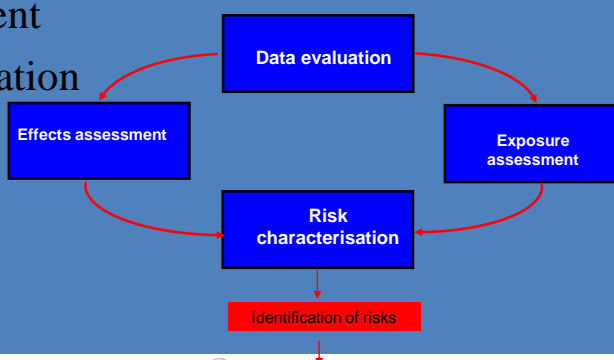 ent
ation
Data evaluation
Effects assessment
Exposure
assessment
Risk
characterisation
Identification of risks